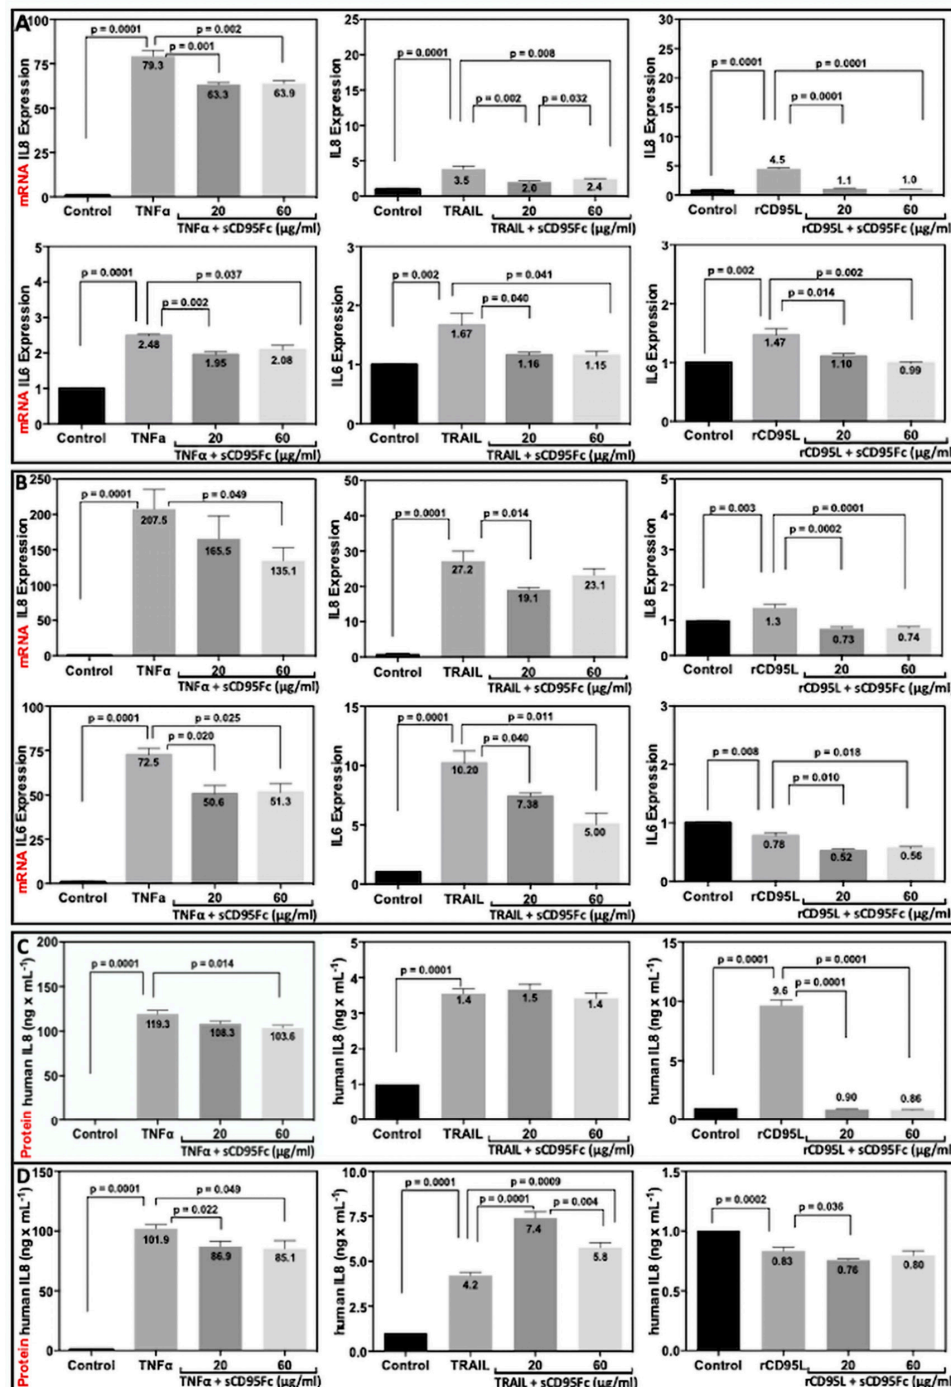 A
mRNA IL8 Expression
100
75
50
25
0
p = 0.0001
p = 0.002
p = 0.001
79.3
63.3
63.9
Control
TNFα
20
60
TNFα + sCD95Fc (µg/ml)
IL8 Expression
25
20
15
10
5
0
p = 0.0001
p = 0.008
p = 0.002
p = 0.032
3.5
2.0
2.4
Control
TRAIL
20
60
TRAIL + sCD95Fc (µg/ml)
IL8 Expression
30
25
20
15
10
5
0
p = 0.0001
p = 0.0001
p = 0.0001
4.5
1.1
1.0
Control
rCD95L
20
60
rCD95L + sCD95Fc (µg/ml)
mRNA IL6 Expression
5
4
3
2
1
0
p = 0.0001
p = 0.037
p = 0.002
2.48
1.95
2.08
Control
TNFa
20
60
TNFα + sCD95Fc (µg/ml)
IL6 Expression
3
2
1
0
p = 0.002
p = 0.041
p = 0.040
1.67
1.16
1.15
Control
TRAIL
20
60
TRAIL + sCD95Fc (µg/ml)
IL6 Expression
3
2
1
0
p = 0.002
p = 0.002
p = 0.014
1.47
1.10
0.99
Control
rCD95L
20
60
rCD95L + sCD95Fc (µg/ml)
B
mRNA IL8 Expression
250
200
150
100
50
0
p = 0.0001
p = 0.049
207.5
165.5
135.1
Control
TNFα
20
60
TNFα + sCD95Fc (µg/ml)
IL8 Expression
50
40
30
20
10
0
p = 0.0001
p = 0.014
27.2
19.1
23.1
Control
TRAIL
20
60
TRAIL + sCD95Fc (µg/ml)
IL8 Expression
5
4
3
2
1
0
p = 0.003
p = 0.0001
p = 0.0002
1.3
0.73
0.74
Control
rCD95L
20
60
rCD95L + sCD95Fc (µg/ml)
mRNA IL6 Expression
100
75
50
25
0
p = 0.0001
p = 0.025
p = 0.020
72.5
50.6
51.3
Control
TNFa
20
60
TNFα + sCD95Fc (µg/ml)
IL6 Expression
15
10
5
0
p = 0.0001
p = 0.011
p = 0.040
10.20
7.38
5.00
Control
TRAIL
20
60
TRAIL + sCD95Fc (µg/ml)
IL6 Expression
3
2
1
0
p = 0.008
p = 0.018
p = 0.010
0.78
0.52
0.56
Control
rCD95L
20
60
rCD95L + sCD95Fc (µg/ml)
C
Protein human IL8 (ng x mL⁻¹)
200
150
100
50
0
p = 0.0001
p = 0.014
119.3
108.3
103.6
Control
TNFα
20
60
TNFα + sCD95Fc (µg/ml)
human IL8 (ng x mL⁻¹)
5
4
3
2
1
0
p = 0.0001
1.4
1.5
1.4
Control
TRAIL
20
60
TRAIL + sCD95Fc (µg/ml)
human IL8 (ng x mL⁻¹)
15
10
5
0
p = 0.0001
p = 0.0001
p = 0.0001
9.6
0.90
0.86
Control
rCD95L
20
60
rCD95L + sCD95Fc (µg/ml)
D
Protein human IL8 (ng x mL⁻¹)
150
100
50
0
p = 0.0001
p = 0.049
p = 0.022
101.9
86.9
85.1
Control
TNFα
20
60
TNFα + sCD95Fc (µg/ml)
human IL8 (ng x mL⁻¹)
10.0
7.5
5.0
2.5
0.0
p = 0.0001
p = 0.0009
p = 0.0001
p = 0.004
4.2
7.4
5.8
Control
TRAIL
20
60
TRAIL + sCD95Fc (µg/ml)
human IL8 (ng x mL⁻¹)
1.5
1.0
0.5
0.0
p = 0.0002
p = 0.036
0.83
0.76
0.80
Control
rCD95L
20
60
rCD95L + sCD95Fc (µg/ml)